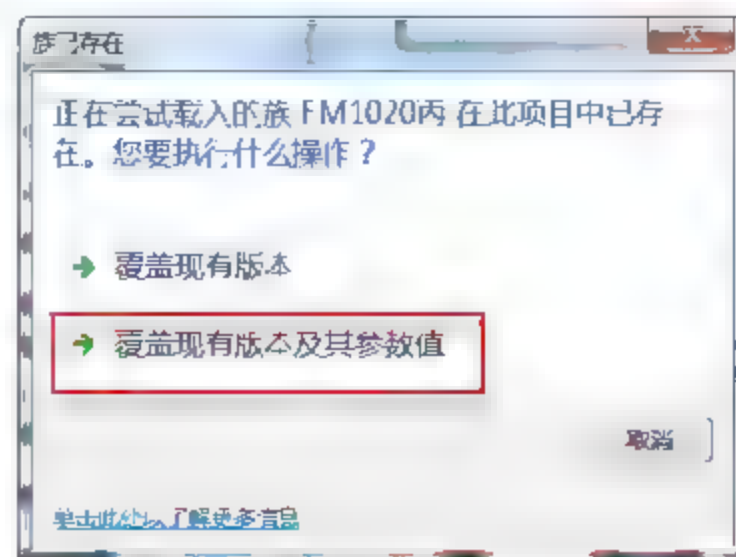 族已存在
正在尝试载入的族 FM1020丙 在此项目中已存
在。您要执行什么操作？
覆盖现有版本
覆盖现有版本及其参数值
取消
单击此处以了解更多信息